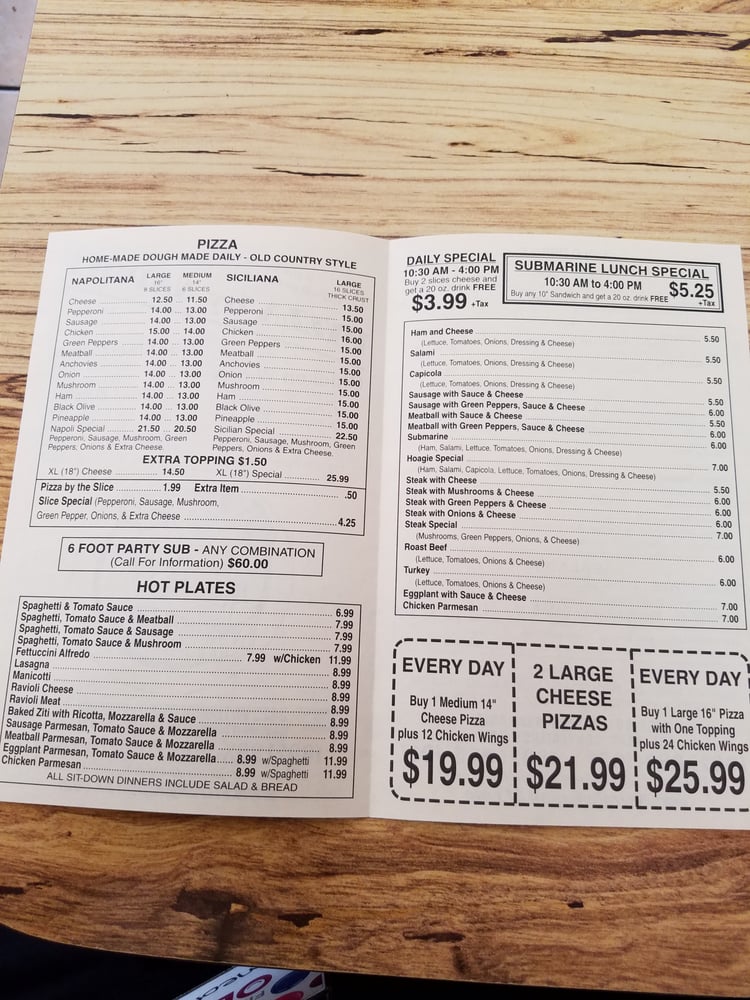 PIZZA
HOME-MADE DOUGH MADE DAILY - OLD COUNTRY STYLE
NAPOLITANA LARGE 16" 8 SLICES MEDIUM 14" 6 SLICES
Cheese 12.50 ... 11.50
Pepperoni 14.00 ... 13.00
Sausage 14.00 ... 13.00
Chicken 15.00 ... 14.00
Green Peppers 14.00 ... 13.00
Meatball 14.00 ... 13.00
Anchovies 14.00 ... 13.00
Onion 14.00 ... 13.00
Mushroom 14.00 ... 13.00
Ham 14.00 ... 13.00
Black Olive 14.00 ... 13.00
Pineapple 14.00 ... 13.00
Napoli Special 21.50 ... 20.50
Pepperoni, Sausage, Mushroom, Green
Peppers, Onions & Extra Cheese.
SICILIANA LARGE 16 SLICES THICK CRUST
Cheese 13.50
Pepperoni 15.00
Sausage 15.00
Chicken 16.00
Green Peppers 15.00
Meatball 15.00
Anchovies 15.00
Onion 15.00
Mushroom 15.00
Ham 15.00
Black Olive 15.00
Pineapple 15.00
Sicilian Special 22.50
Pepperoni, Sausage, Mushroom, Green
Peppers, Onions & Extra Cheese.
EXTRA TOPPING $1.50
XL (18") Cheese 14.50 XL (18") Special 25.99
Pizza by the Slice 1.99 Extra Item .50
Slice Special (Pepperoni, Sausage, Mushroom,
Green Pepper, Onions, & Extra Cheese 4.25
6 FOOT PARTY SUB - ANY COMBINATION
(Call For Information) $60.00
HOT PLATES
Spaghetti & Tomato Sauce 6.99
Spaghetti, Tomato Sauce & Meatball 7.99
Spaghetti, Tomato Sauce & Sausage 7.99
Spaghetti, Tomato Sauce & Mushroom 7.99
Fettuccini Alfredo 7.99 w/Chicken 11.99
Lasagna 8.99
Manicotti 8.99
Ravioli Cheese 8.99
Ravioli Meat 8.99
Baked Ziti with Ricotta, Mozzarella & Sauce 8.99
Sausage Parmesan, Tomato Sauce & Mozzarella 8.99
Meatball Parmesan, Tomato Sauce & Mozzarella 8.99
Eggplant Parmesan, Tomato Sauce & Mozzarella 8.99 w/Spaghetti 11.99
Chicken Parmesan 8.99 w/Spaghetti 11.99
ALL SIT-DOWN DINNERS INCLUDE SALAD & BREAD
DAILY SPECIAL
10:30 AM - 4:00 PM
Buy 2 slices cheese and
get a 20 oz. drink FREE
$3.99 +Tax
SUBMARINE LUNCH SPECIAL
10:30 AM to 4:00 PM
Buy any 10" Sandwich and get a 20 oz. drink FREE
$5.25
+Tax
Ham and Cheese 5.50
(Lettuce, Tomatoes, Onions, Dressing & Cheese)
Salami 5.50
(Lettuce, Tomatoes, Onions, Dressing & Cheese)
Capicola 5.50
(Lettuce, Tomatoes, Onions, Dressing & Cheese)
Sausage with Sauce & Cheese 5.50
Sausage with Green Peppers, Sauce & Cheese 6.00
Meatball with Sauce & Cheese 5.50
Meatball with Green Peppers, Sauce & Cheese 6.00
Submarine 6.00
(Ham, Salami, Lettuce, Tomatoes, Onions, Dressing & Cheese)
Hoagie Special 7.00
(Ham, Salami, Capicola, Lettuce, Tomatoes, Onions, Dressing & Cheese)
Steak with Cheese 5.50
Steak with Mushrooms & Cheese 6.00
Steak with Green Peppers & Cheese 6.00
Steak with Onions & Cheese 6.00
Steak Special 7.00
(Mushrooms, Green Peppers, Onions, & Cheese)
Roast Beef 6.00
(Lettuce, Tomatoes, Onions & Cheese)
Turkey 6.00
(Lettuce, Tomatoes, Onions & Cheese)
Eggplant with Sauce & Cheese 7.00
Chicken Parmesan 7.00
EVERY DAY
Buy 1 Medium 14"
Cheese Pizza
plus 12 Chicken Wings
$19.99
2 LARGE
CHEESE
PIZZAS
$21.99
EVERY DAY
Buy 1 Large 16" Pizza
with One Topping
plus 24 Chicken Wings
$25.99